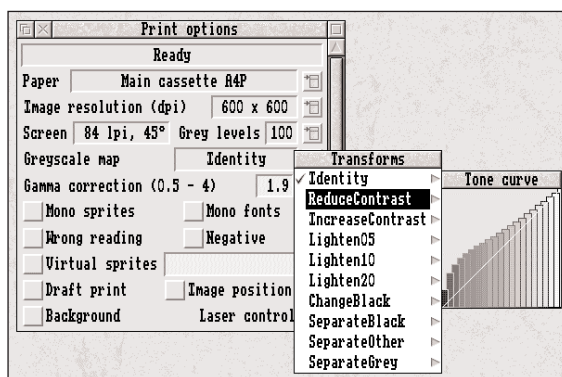 Print options
Ready
Paper Main cassette A4P
Image resolution (dpi) 600 x 600
Screen 84 lpi, 45° Grey levels 100
Greyscale map Identity
Gamma correction (0.5 - 4) 1.9
Mono sprites Mono fonts
Wrong reading Negative
Virtual sprites
Draft print Image position
Background Laser control
Transforms
Identity
ReduceContrast
IncreaseContrast
Lighten05
Lighten10
Lighten20
ChangeBlack
SeparateBlack
SeparateOther
SeparateGrey
Tone curve